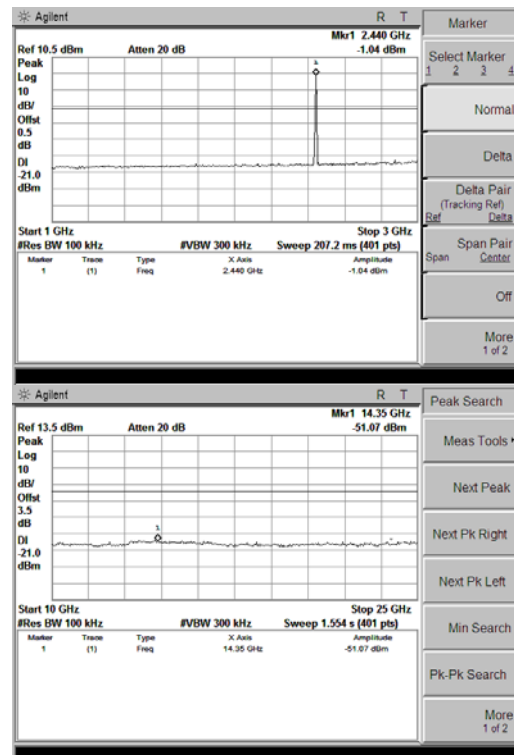 Agilent R T
Mkr1 2.440 GHz
Ref 10.5 dBm Atten 20 dB -1.04 dBm
Peak
Log
10
dB/
Offst
0.5
dB
DI
-21.0
dBm
1
Start 1 GHz Stop 3 GHz
#Res BW 100 kHz #VBW 300 kHz Sweep 207.2 ms (401 pts)
Marker Trace Type X Axis Amplitude
1 (1) Freq 2.440 GHz -1.04 dBm
Marker
Select Marker
1 2 3 4
Normal
Delta
Delta Pair
(Tracking Ref)
Ref Delta
Span Pair
Span Center
Off
More
1 of 2
Agilent R T
Mkr1 14.35 GHz
Ref 13.5 dBm Atten 20 dB -51.07 dBm
Peak
Log
10
dB/
Offst
3.5
dB
DI
-21.0
dBm
1
Start 10 GHz Stop 25 GHz
#Res BW 100 kHz #VBW 300 kHz Sweep 1.554 s (401 pts)
Marker Trace Type X Axis Amplitude
1 (1) Freq 14.35 GHz -51.07 dBm
Peak Search
Meas Tools
Next Peak
Next Pk Right
Next Pk Left
Min Search
Pk-Pk Search
More
1 of 2